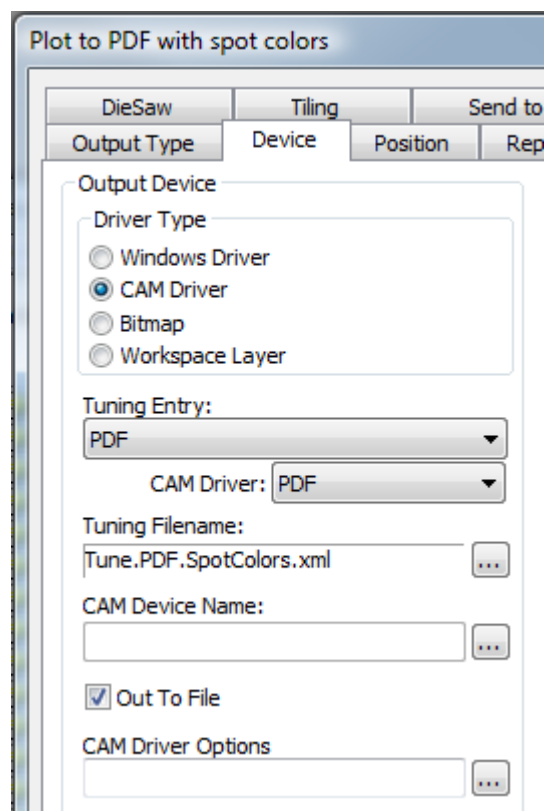 Plot to PDF with spot colors
DieSaw Tiling Send to
Output Type Device Position Rep
Output Device
Driver Type
Windows Driver
CAM Driver
Bitmap
Workspace Layer
Tuning Entry:
PDF
CAM Driver: PDF
Tuning Filename:
Tune.PDF.SpotColors.xml ...
CAM Device Name:
...
Out To File
CAM Driver Options
...